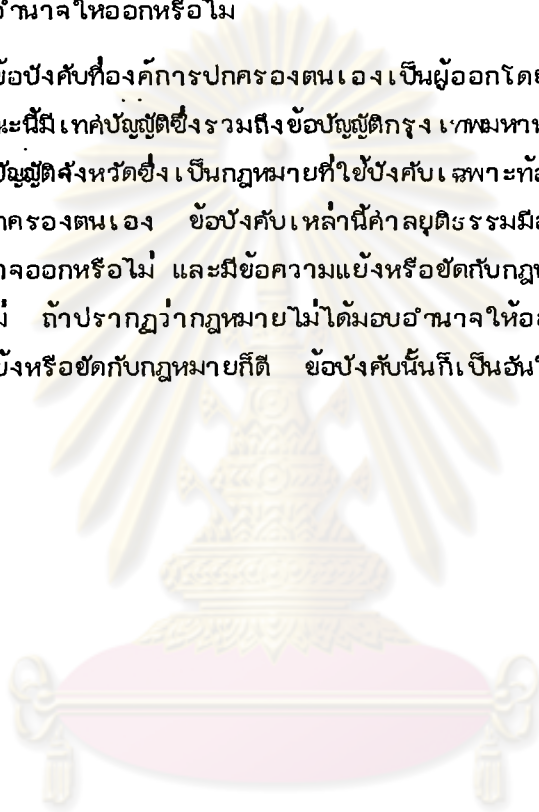 อำนาจให้ออกหรือไม่
ข้อบังคับที่องค์การปกครองตนเองเป็นผู้ออกโดย
ณะนี้มีเทศบัญญัติซึ่งรวมถึงข้อบัญญัติกรุงเทพมหาน
บัญญัติจังหวัดซึ่งเป็นกฎหมายที่ใช้บังคับเฉพาะท้อ
กครองตนเอง ข้อบังคับเหล่านี้ศาลยุติธรรมมีอ
าจออกหรือไม่ และมีข้อความแย้งหรือขัดกับกฎห
ม่ ถ้าปรากฏว่ากฎหมายไม่ได้มอบอำนาจให้ออ
ย้งหรือขัดกับกฎหมายก็ดี ข้อบังคับนั้นก็เป็นอันใ